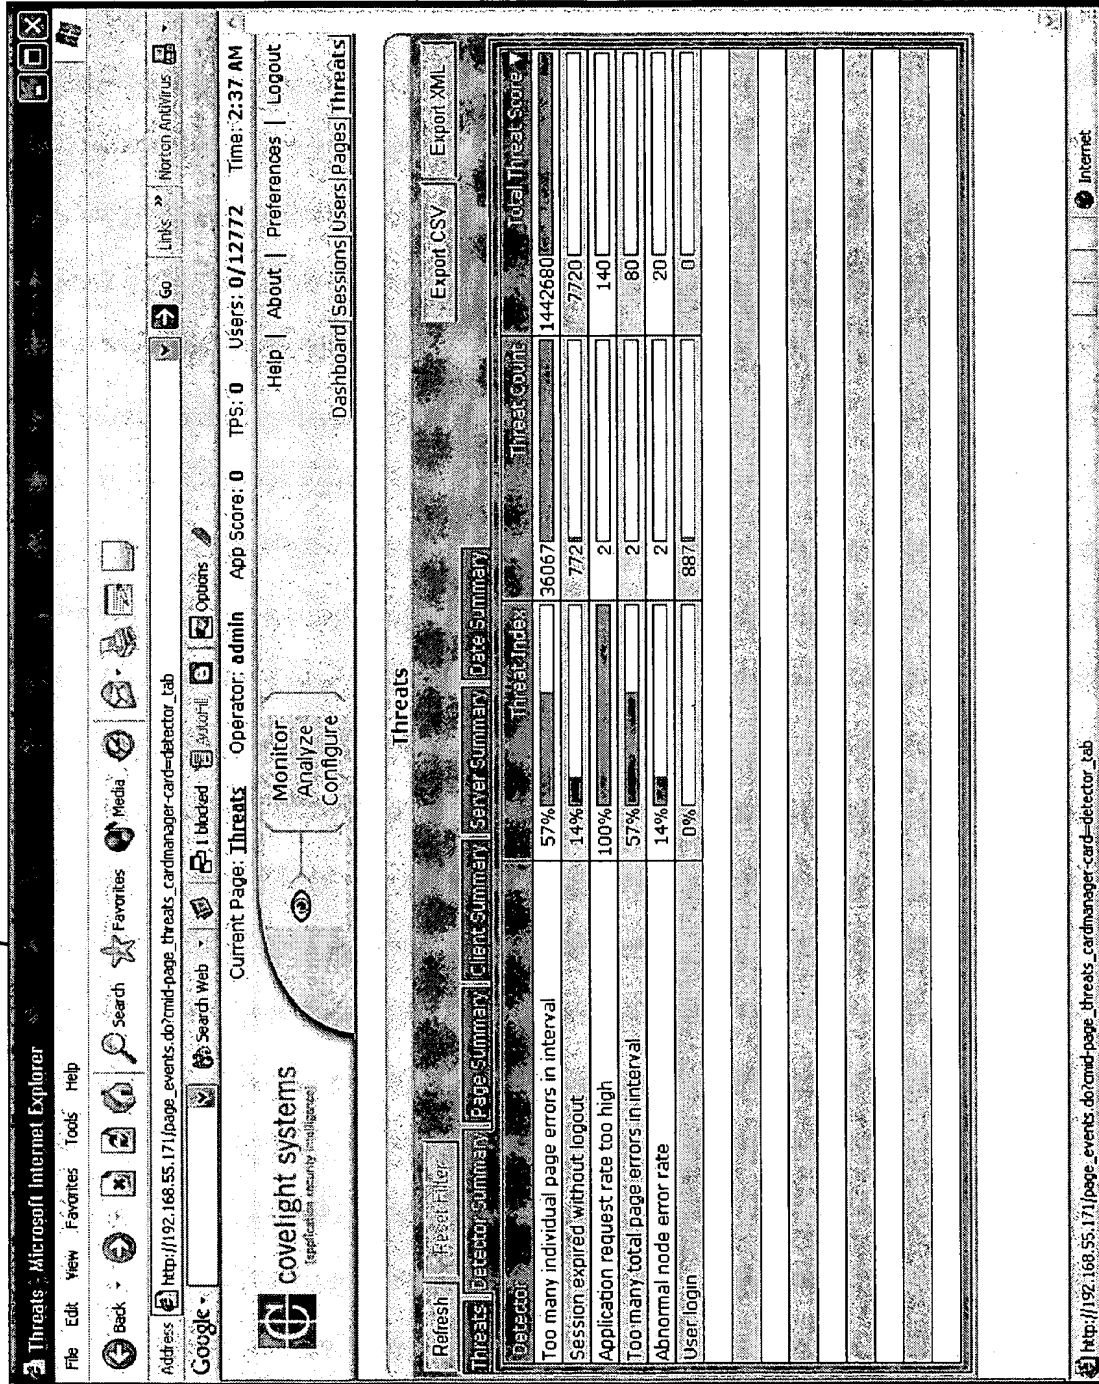 Threats - Microsoft Internet Explorer
File Edit View Favorites Tools Help
Back Search Favorites Media
Address http://192.168.55.171/page_events.do?cmid-page_threats_cardmanager-card=detector_tab Go Links » Norton Antivirus
Google Search Web 1 blocked AutoFill Options
Current Page: Threats Operator: admin App Score: 0 TPS: 0 Users: 0/12772 Time: 2:37 AM
covelight systems
[application security intelligence]
Monitor
Analyze
Configure
Help | About | Preferences | Logout
Dashboard Sessions Users Pages Threats
Threats
Refresh Reset Filter Export CSV Export XML
Threats Detector Summary Page Summary Client Summary Server Summary Date Summary
Detector Threat Index Threat Count Total Threat Score ▼
Too many individual page errors in interval 57% 36067 1442680
Session expired without logout 14% 772 7720
Application request rate too high 100% 2 140
Too many total page errors in interval 57% 2 80
Abnormal node error rate 14% 2 20
User login 0% 887 0
http://192.168.55.171/page_events.do?cmid-page_threats_cardmanager-card=detector_tab Internet